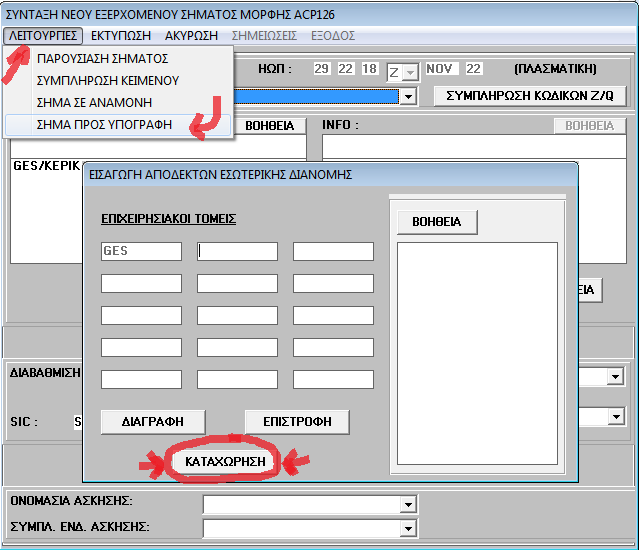 ΣΥΝΤΑΞΗ ΝΕΟΥ ΕΞΕΡΧΟΜΕΝΟΥ ΣΗΜΑΤΟΣ ΜΟΡΦΗΣ ACP126
ΛΕΙΤΟΥΡΓΙΕΣ ΕΚΤΥΠΩΣΗ ΑΚΥΡΩΣΗ ΣΗΜΕΙΩΣΕΙΣ ΕΞΟΔΟΣ
ΠΑΡΟΥΣΙΑΣΗ ΣΗΜΑΤΟΣ
ΣΥΜΠΛΗΡΩΣΗ ΚΕΙΜΕΝΟΥ
ΣΗΜΑ ΣΕ ΑΝΑΜΟΝΗ
ΣΗΜΑ ΠΡΟΣ ΥΠΟΓΡΑΦΗ
ΗΩΠ : 29 22 18 Z NOV 22 (ΠΛΑΣΜΑΤΙΚΗ)
ΣΥΜΠΛΗΡΩΣΗ ΚΩΔΙΚΩΝ Z/Q
ΒΟΗΘΕΙΑ INFO : ΒΟΗΘΕΙΑ
GES/KEPIK
ΕΙΣΑΓΩΓΗ ΑΠΟΔΕΚΤΩΝ ΕΣΩΤΕΡΙΚΗΣ ΔΙΑΝΟΜΗΣ
ΕΠΙΧΕΙΡΗΣΙΑΚΟΙ ΤΟΜΕΙΣ
ΒΟΗΘΕΙΑ
GES
ΕΙΑ
ΔΙΑΒΑΘΜΙΣΗ
SIC : S
ΔΙΑΓΡΑΦΗ ΕΠΙΣΤΡΟΦΗ
ΚΑΤΑΧΩΡΗΣΗ
ΟΝΟΜΑΣΙΑ ΑΣΚΗΣΗΣ:
ΣΥΜΠΛ. ΕΝΔ. ΑΣΚΗΣΗΣ: